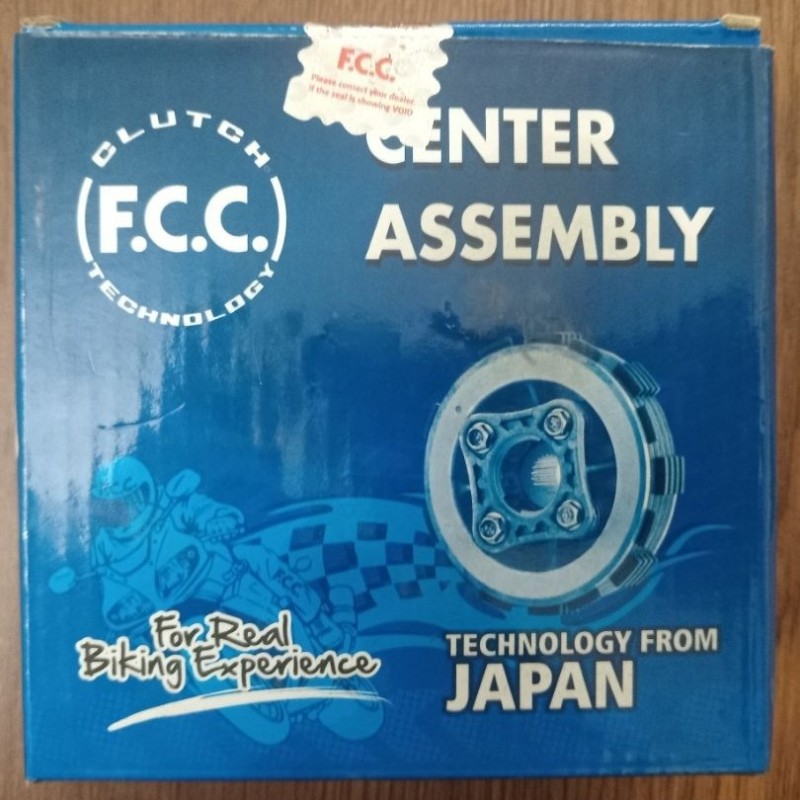 F.C.C.
Please contact your dealer
if the seal is showing VOID
CLUTCH
F.C.C.
TECHNOLOGY
CENTER
ASSEMBLY
FCC
For Real
Biking Experience
TECHNOLOGY FROM
JAPAN